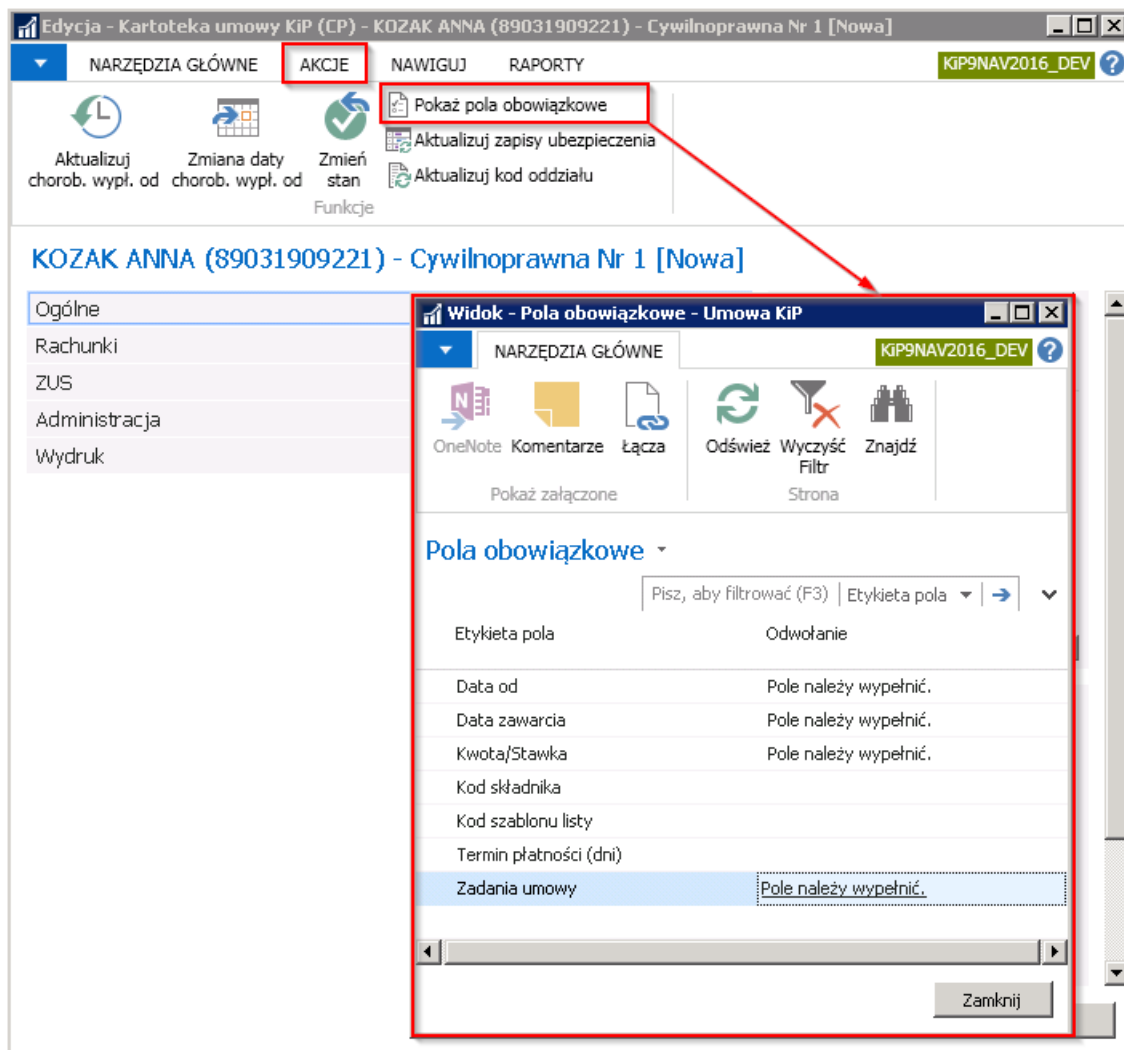 Edycja - Kartoteka umowy KiP (CP) - KOZAK ANNA (89031909221) - Cywilnoprawna Nr 1 [Nowa]
NARZĘDZIA GŁÓWNE AKCJE NAWIGUJ RAPORTY KiP9NAV2016_DEV ?
Pokaż pola obowiązkowe
Aktualizuj zapisy ubezpieczenia
Aktualizuj kod oddziału
Aktualizuj chorob. wypł. od
Zmiana daty chorob. wypł. od
Zmień stan
Funkcje
KOZAK ANNA (89031909221) - Cywilnoprawna Nr 1 [Nowa]
Ogólne
Rachunki
ZUS
Administracja
Wydruk
Widok - Pola obowiązkowe - Umowa KiP
NARZĘDZIA GŁÓWNE KiP9NAV2016_DEV ?
OneNote Komentarze Łącza Odśwież Wyczyść Filtr Znajdź
Pokaż załączone Strona
Pola obowiązkowe
Pisz, aby filtrować (F3) Etykieta pola
Etykieta pola Odwołanie
Data od Pole należy wypełnić.
Data zawarcia Pole należy wypełnić.
Kwota/Stawka Pole należy wypełnić.
Kod składnika
Kod szablonu listy
Termin płatności (dni)
Zadania umowy Pole należy wypełnić.
Zamknij